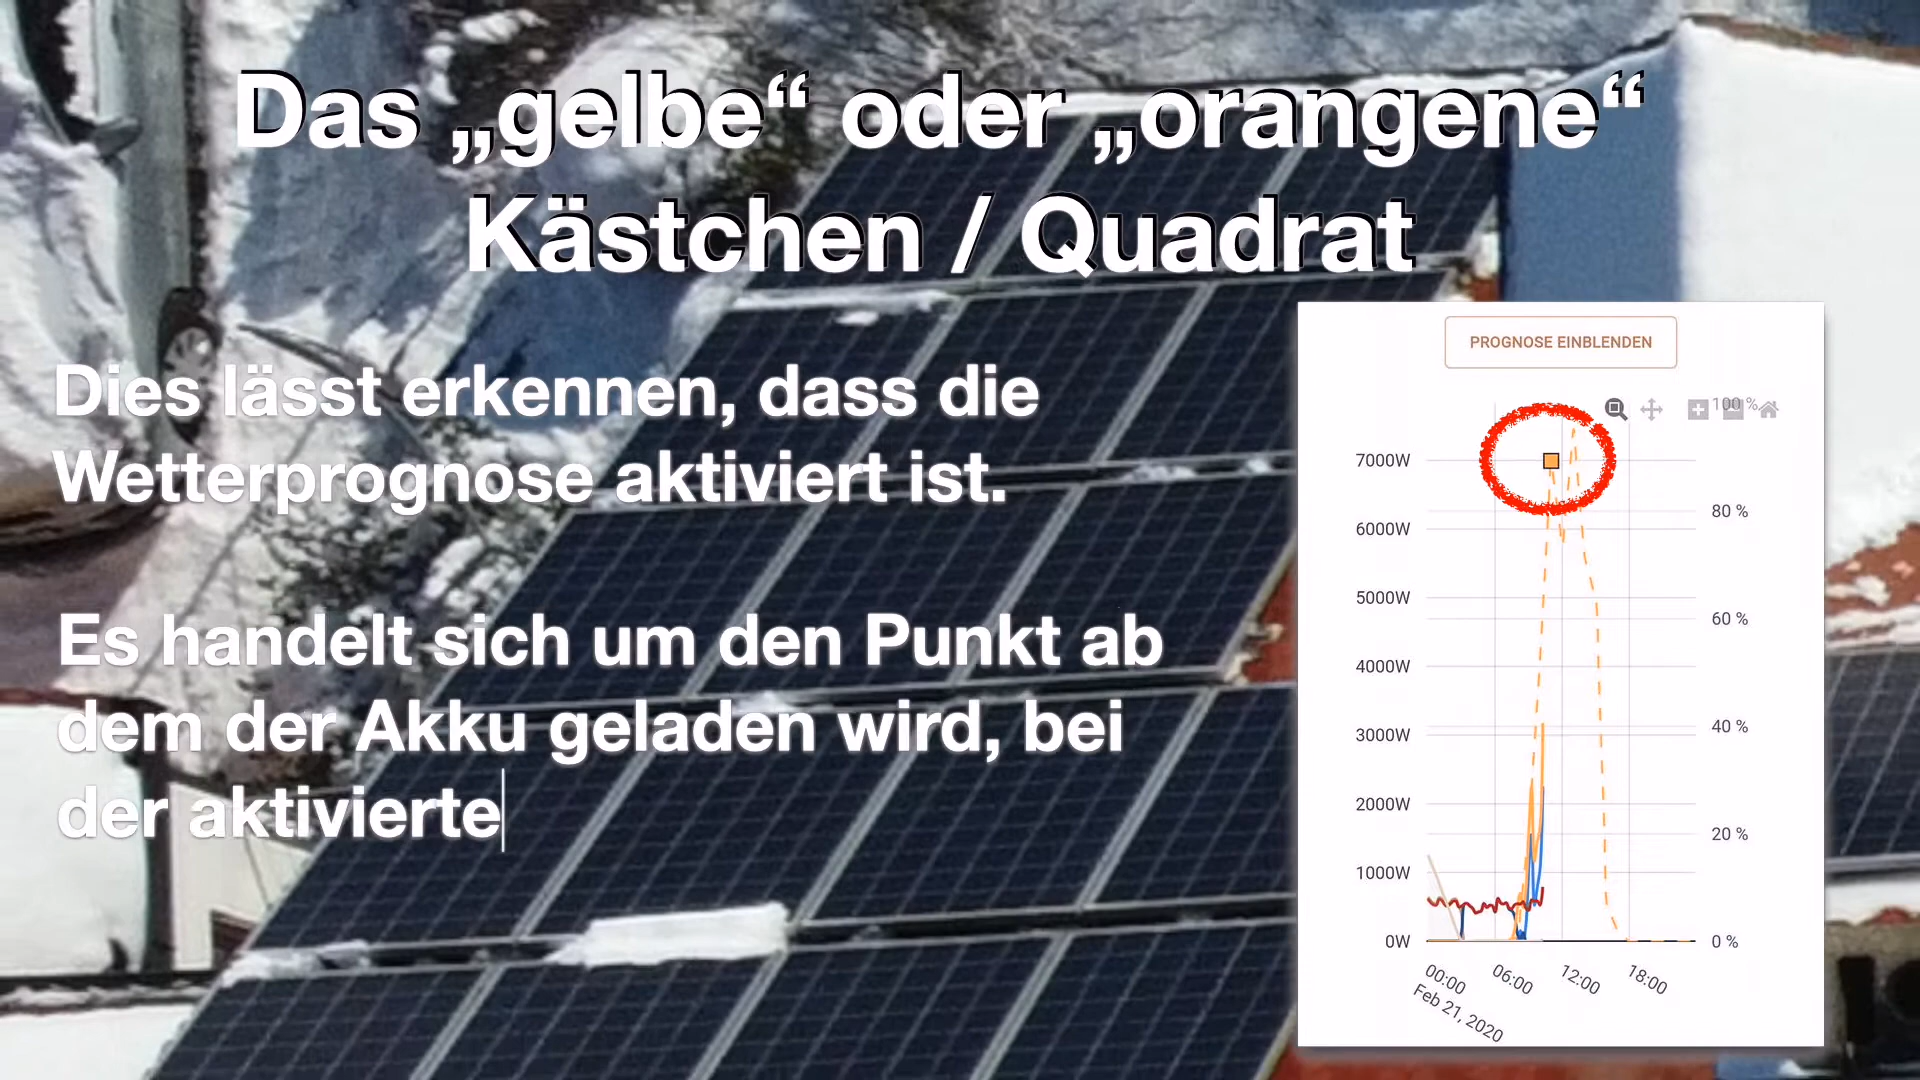 Das „gelbe“ oder „orangene“
Kästchen / Quadrat
Dies lässt erkennen, dass die
Wetterprognose aktiviert ist.
Es handelt sich um den Punkt ab
dem der Akku geladen wird, bei
der aktivierte
PROGNOSE EINBLENDEN
100 %
7000W
80 %
6000W
5000W
60 %
4000W
40 %
3000W
2000W
20 %
1000W
0W
0 %
00:00
06:00
12:00
18:00
Feb 21, 2020